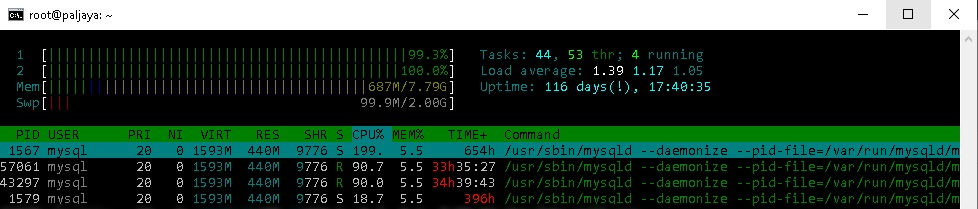 root@paljaya: ~
1 [||||||||||||||||||||||||||||||||||||||||||||||99.3%] Tasks: 44, 53 thr; 4 running
2 [||||||||||||||||||||||||||||||||||||||||||||100.0%] Load average: 1.39 1.17 1.05
Mem[||||||||||||||||||||||||||||||||||||||||687M/7.79G] Uptime: 116 days(!), 17:40:35
Swp[||| 99.9M/2.00G]
PID USER PRI NI VIRT RES SHR S CPU% MEM% TIME+ Command
1567 mysql 20 0 1593M 440M 9776 S 199. 5.5 654h /usr/sbin/mysqld --daemonize --pid-file=/var/run/mysqld/m
57061 mysql 20 0 1593M 440M 9776 R 90.7 5.5 33h35:27 /usr/sbin/mysqld --daemonize --pid-file=/var/run/mysqld/m
43297 mysql 20 0 1593M 440M 9776 R 90.0 5.5 34h39:43 /usr/sbin/mysqld --daemonize --pid-file=/var/run/mysqld/m
1579 mysql 20 0 1593M 440M 9776 S 18.7 5.5 396h /usr/sbin/mysqld --daemonize --pid-file=/var/run/mysqld/m